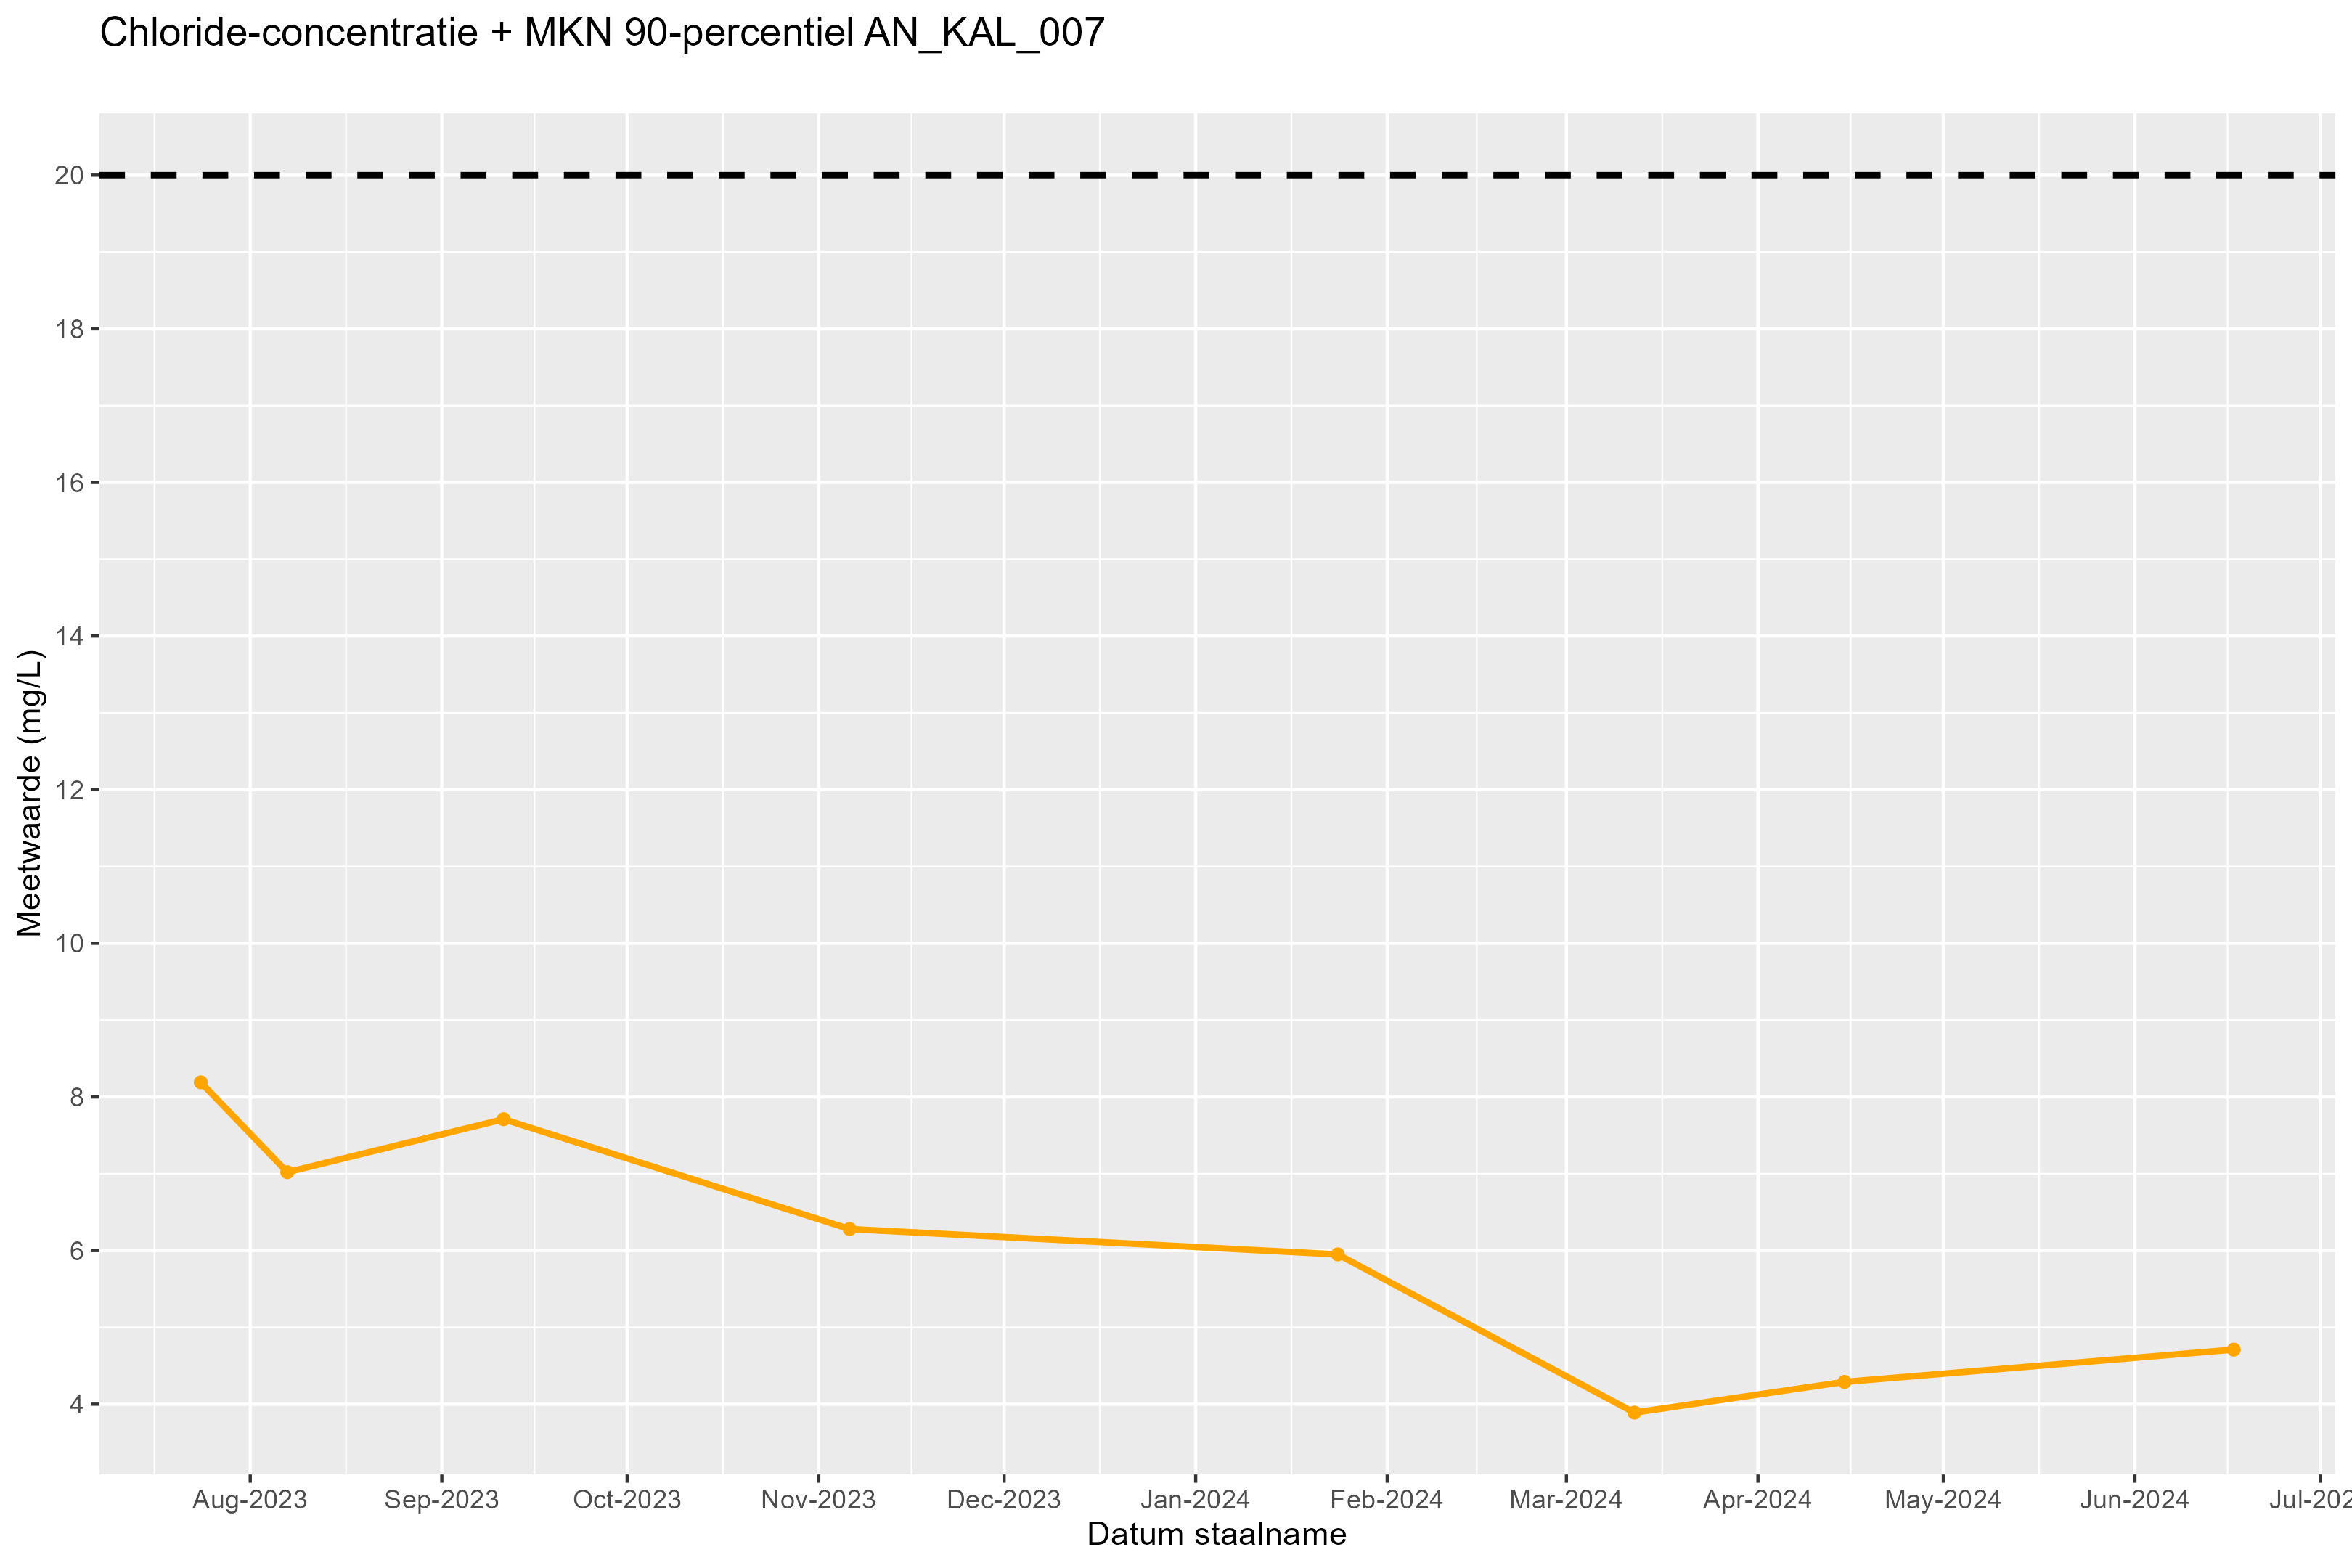 Chloride-concentratie + MKN 90-percentiel AN_KAL_007
Meetwaarde (mg/L)
20
18
16
14
12
10
8
6
4
Aug-2023 Sep-2023 Oct-2023 Nov-2023 Dec-2023 Jan-2024 Feb-2024 Mar-2024 Apr-2024 May-2024 Jun-2024 Jul-202
Datum staalname